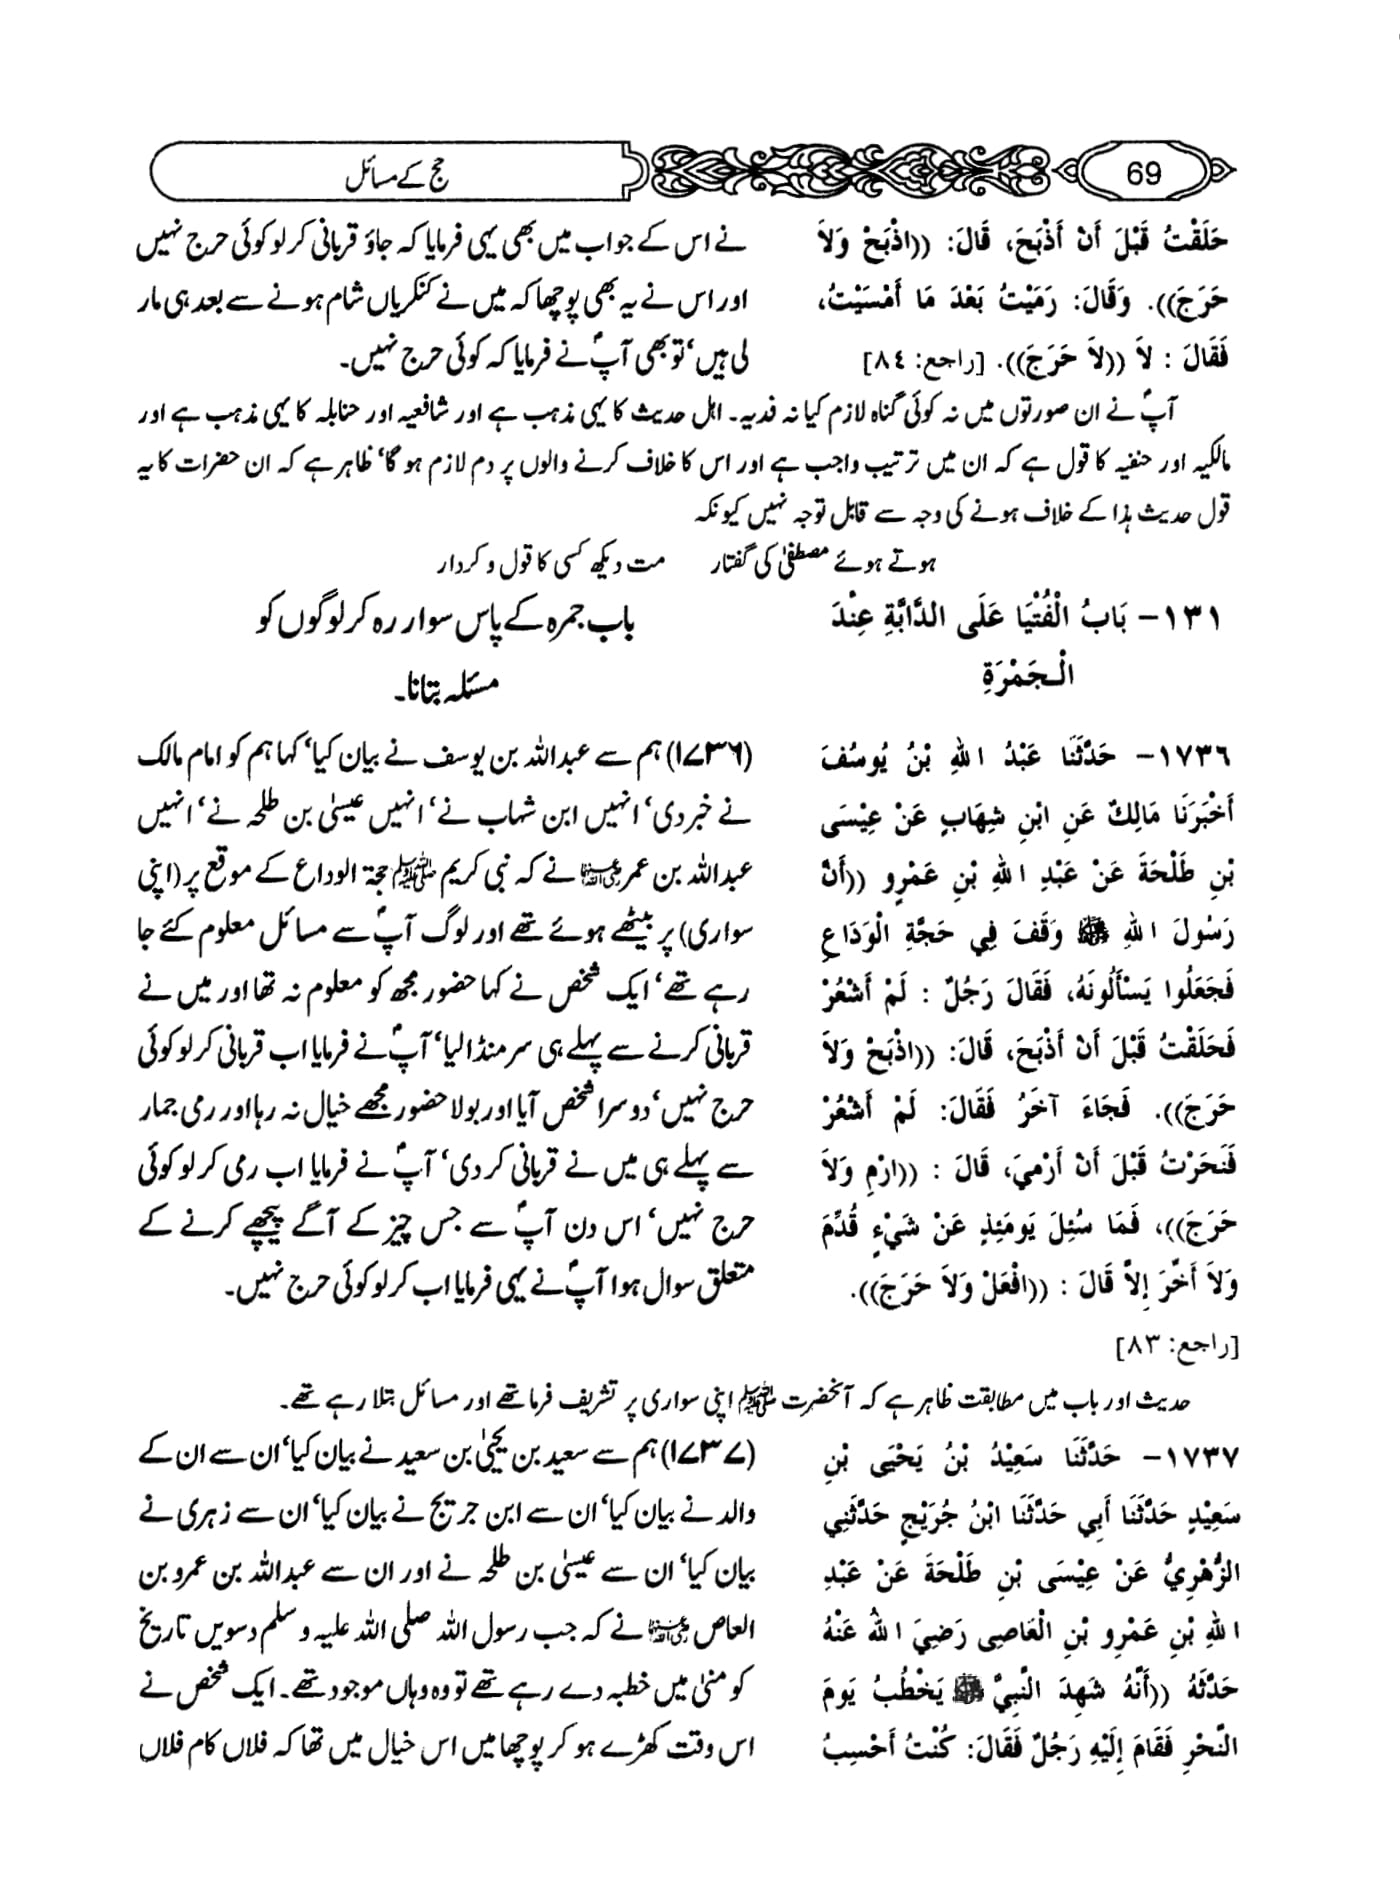 69
حج کے مسائل
حَلَقْتُ قَبْلَ أَنْ أَذْبَحَ، قَالَ: ((اذْبَحْ وَلاَ
حَرَجَ)). وَقَالَ: رَمَيْتُ بَعْدَ مَا أَمْسَيْتُ،
فَقَالَ : لاَ ((لاَ حَرَجَ)). [راجع: ٨٤]
نے اس کے جواب میں بھی یہی فرمایا کہ جاؤ قربانی کر لو کوئی حرج نہیں
اور اس نے یہ بھی پوچھا کہ میں نے کنکریاں شام ہونے سے بعد ہی مار
لی ہیں‘ تو بھی آپؐ نے فرمایا کہ کوئی حرج نہیں۔
آپؐ نے ان صورتوں میں نہ کوئی گناہ لازم کیا نہ فدیہ۔ اہل حدیث کا یہی مذہب ہے اور شافعیہ اور حنابلہ کا یہی مذہب ہے اور
مالکیہ اور حنفیہ کا قول ہے کہ ان میں ترتیب واجب ہے اور اس کا خلاف کرنے والوں پر دم لازم ہو گا‘ ظاہر ہے کہ ان حضرات کا یہ
قول حدیث ہذا کے خلاف ہونے کی وجہ سے قابل توجہ نہیں کیونکہ
ہوتے ہوئے مصطفیٰ کی گفتار مت دیکھ کسی کا قول و کردار
١٣١– بَابُ الْفُتْيَا عَلَى الدَّابَّةِ عِنْدَ
الْجَمْرَةِ
باب جمرہ کے پاس سوار رہ کر لوگوں کو
مسئلہ بتانا۔
١٧٣٦– حَدَّثَنَا عَبْدُ اللهِ بْنُ يُوسُفَ
أَخْبَرَنَا مَالِكٌ عَنِ ابْنِ شِهَابٍ عَنْ عِيْسَى
بْنِ طَلْحَةَ عَنْ عَبْدِ اللهِ بْنِ عَمْرٍو ((أَنَّ
رَسُولَ اللهِ ﷺ وَقَفَ فِي حَجَّةِ الْوَدَاعِ
فَجَعَلُوا يَسْأَلُونَهُ، فَقَالَ رَجُلٌ : لَمْ أَشْعُرْ
فَحَلَقْتُ قَبْلَ أَنْ أَذْبَحَ، قَالَ: ((اذْبَحْ وَلاَ
حَرَجَ)). فَجَاءَ آخَرُ فَقَالَ: لَمْ أَشْعُرْ
فَنَحَرْتُ قَبْلَ أَنْ أَرْمِيَ، قَالَ : ((ارْمِ وَلاَ
حَرَجَ))، فَمَا سُئِلَ يَومَئِذٍ عَنْ شَيْءٍ قُدِّمَ
وَلاَ أُخِّرَ إِلاَّ قَالَ : ((افْعَلْ وَلاَ حَرَجَ)).
[راجع: ٨٣]
(۱۷۳۶) ہم سے عبداللہ بن یوسف نے بیان کیا‘ کہا ہم کو امام مالک
نے خبر دی‘ انہیں ابن شہاب نے‘ انہیں عیسیٰ بن طلحہ نے‘ انہیں
عبداللہ بن عمر رضی اللہ عنہما نے کہ نبی کریم ﷺ حجۃ الوداع کے موقع پر (اپنی
سواری) پر بیٹھے ہوئے تھے اور لوگ آپؐ سے مسائل معلوم کئے جا
رہے تھے‘ ایک شخص نے کہا حضور مجھ کو معلوم نہ تھا اور میں نے
قربانی کرنے سے پہلے ہی سر منڈا لیا‘ آپؐ نے فرمایا اب قربانی کر لو کوئی
حرج نہیں‘ دوسرا شخص آیا اور بولا حضور مجھے خیال نہ رہا اور رمی جمار
سے پہلے ہی میں نے قربانی کر دی‘ آپؐ نے فرمایا اب رمی کر لو کوئی
حرج نہیں‘ اس دن آپؐ سے جس چیز کے آگے پیچھے کرنے کے
متعلق سوال ہوا آپؐ نے یہی فرمایا اب کر لو کوئی حرج نہیں۔
حدیث اور باب میں مطابقت ظاہر ہے کہ آنحضرت ﷺ اپنی سواری پر تشریف فرما تھے اور مسائل بتلا رہے تھے۔
١٧٣٧– حَدَّثَنَا سَعِيْدُ بْنُ يَحْيَى بْنِ
سَعِيْدٍ حَدَّثَنَا أَبِي حَدَّثَنَا ابْنُ جُرَيْجٍ حَدَّثَنِي
الزُّهْرِيُّ عَنْ عِيْسَى بْنِ طَلْحَةَ عَنْ عَبْدِ
اللهِ بْنِ عَمْرِو بْنِ الْعَاصِي رَضِيَ اللهُ عَنْهُ
حَدَّثَهُ ((أَنَّهُ شَهِدَ النَّبِيَّ ﷺ يَخْطُبُ يَومَ
النَّحْرِ فَقَامَ إِلَيْهِ رَجُلٌ فَقَالَ: كُنْتُ أَحْسِبُ
(۱۷۳۷) ہم سے سعید بن یحییٰ بن سعید نے بیان کیا‘ ان سے ان کے
والد نے بیان کیا‘ ان سے ابن جریج نے بیان کیا‘ ان سے زہری نے
بیان کیا‘ ان سے عیسیٰ بن طلحہ نے اور ان سے عبداللہ بن عمرو بن
العاص رضی اللہ عنہما نے کہ جب رسول اللہ صلی اللہ علیہ و سلم دسویں تاریخ
کو منیٰ میں خطبہ دے رہے تھے تو وہ وہاں موجود تھے۔ ایک شخص نے
اس وقت کھڑے ہو کر پوچھا میں اس خیال میں تھا کہ فلاں کام فلاں